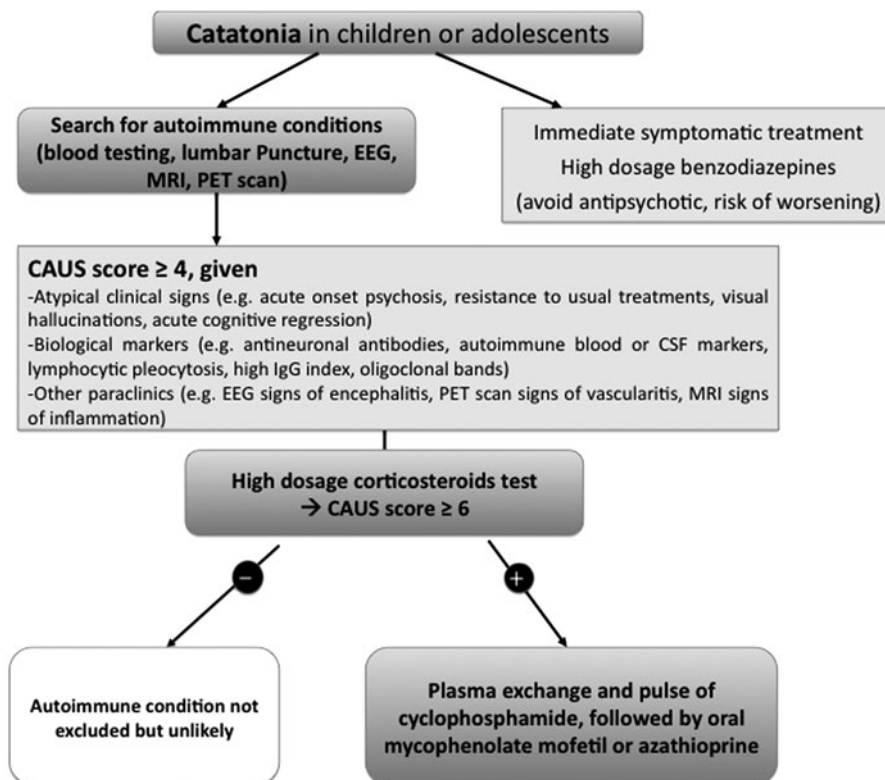 Catatonia in children or adolescents
Search for autoimmune conditions
(blood testing, lumbar Puncture, EEG,
MRI, PET scan)
Immediate symptomatic treatment
High dosage benzodiazepines
(avoid antipsychotic, risk of worsening)
CAUS score ≥ 4, given
-Atypical clinical signs (e.g. acute onset psychosis, resistance to usual treatments, visual
hallucinations, acute cognitive regression)
-Biological markers (e.g. antineuronal antibodies, autoimmune blood or CSF markers,
lymphocytic pleocytosis, high IgG index, oligoclonal bands)
-Other paraclinics (e.g. EEG signs of encephalitis, PET scan signs of vascularitis, MRI signs
of inflammation)
High dosage corticosteroids test
→ CAUS score ≥ 6
−
+
Autoimmune condition not
excluded but unlikely
Plasma exchange and pulse of
cyclophosphamide, followed by oral
mycophenolate mofetil or azathioprine